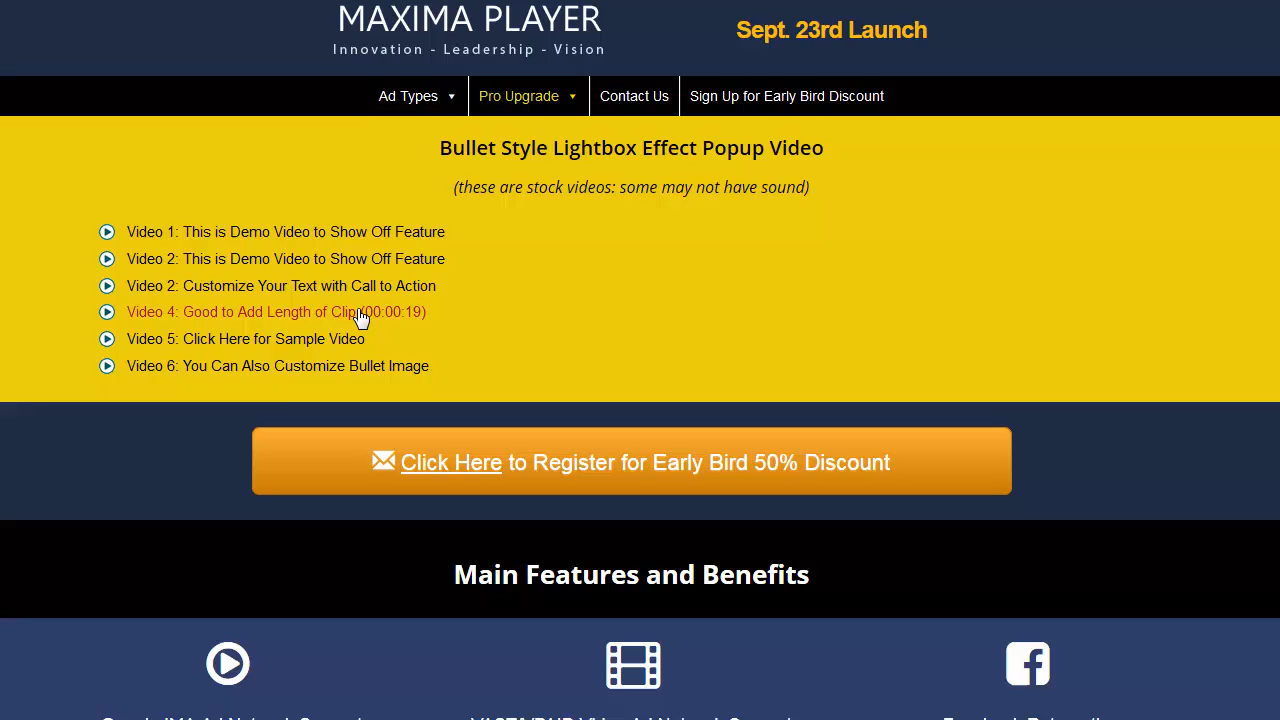 MAXIMA PLAYER
Innovation - Leadership - Vision
Sept. 23rd Launch
Ad Types
Pro Upgrade
Contact Us
Sign Up for Early Bird Discount
Bullet Style Lightbox Effect Popup Video
(these are stock videos: some may not have sound)
Video 1: This is Demo Video to Show Off Feature
Video 2: This is Demo Video to Show Off Feature
Video 2: Customize Your Text with Call to Action
Video 4: Good to Add Length of Clip (00:00:19)
Video 5: Click Here for Sample Video
Video 6: You Can Also Customize Bullet Image
Click Here to Register for Early Bird 50% Discount
Main Features and Benefits